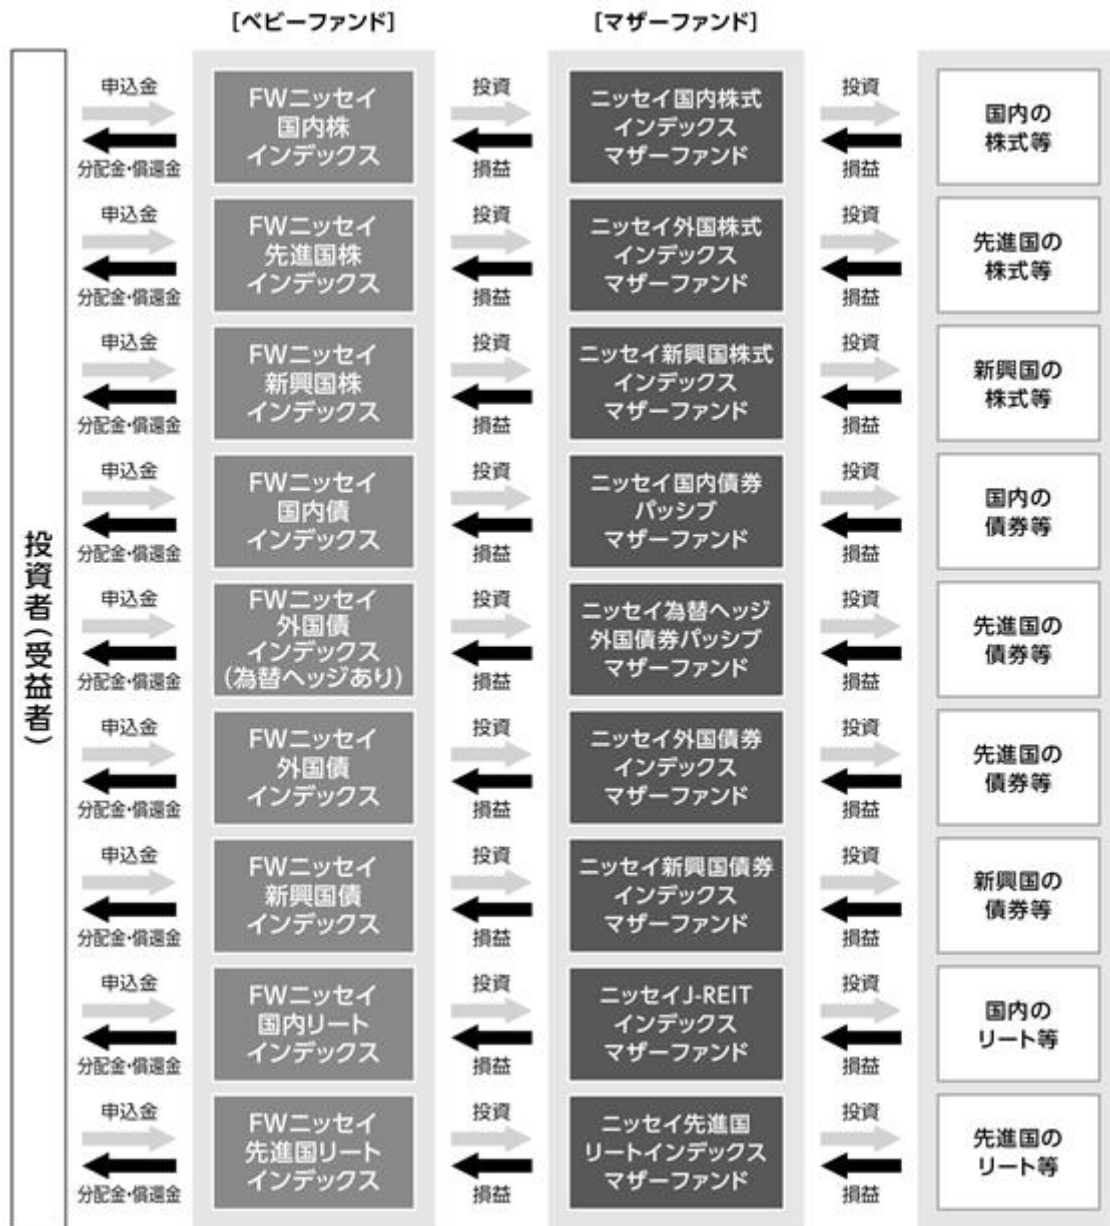 [ベビーファンド]
[マザーファンド]
投資者(受益者)
申込金
分配金・償還金
FWニッセイ
国内株
インデックス
投資
損益
ニッセイ国内株式
インデックス
マザーファンド
投資
損益
国内の
株式等
申込金
分配金・償還金
FWニッセイ
先進国株
インデックス
投資
損益
ニッセイ外国株式
インデックス
マザーファンド
投資
損益
先進国の
株式等
申込金
分配金・償還金
FWニッセイ
新興国株
インデックス
投資
損益
ニッセイ新興国株式
インデックス
マザーファンド
投資
損益
新興国の
株式等
申込金
分配金・償還金
FWニッセイ
国内債
インデックス
投資
損益
ニッセイ国内債券
パッシブ
マザーファンド
投資
損益
国内の
債券等
申込金
分配金・償還金
FWニッセイ
外国債
インデックス
(為替ヘッジあり)
投資
損益
ニッセイ為替ヘッジ
外国債券パッシブ
マザーファンド
投資
損益
先進国の
債券等
申込金
分配金・償還金
FWニッセイ
外国債
インデックス
投資
損益
ニッセイ外国債券
インデックス
マザーファンド
投資
損益
先進国の
債券等
申込金
分配金・償還金
FWニッセイ
新興国債
インデックス
投資
損益
ニッセイ新興国債券
インデックス
マザーファンド
投資
損益
新興国の
債券等
申込金
分配金・償還金
FWニッセイ
国内リート
インデックス
投資
損益
ニッセイJ-REIT
インデックス
マザーファンド
投資
損益
国内の
リート等
申込金
分配金・償還金
FWニッセイ
先進国リート
インデックス
投資
損益
ニッセイ先進国
リートインデックス
マザーファンド
投資
損益
先進国の
リート等